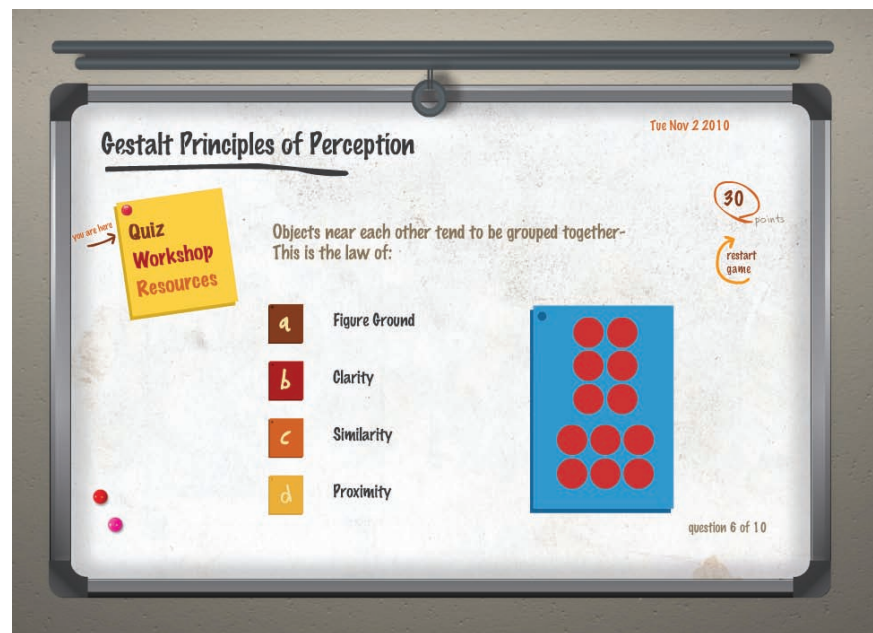 Gestalt Principles of Perception
Tue Nov 2 2010
30
points
restart
game
you are here
Quiz
Workshop
Resources
Objects near each other tend to be grouped together-
This is the law of:
a Figure Ground
b Clarity
c Similarity
d Proximity
question 6 of 10